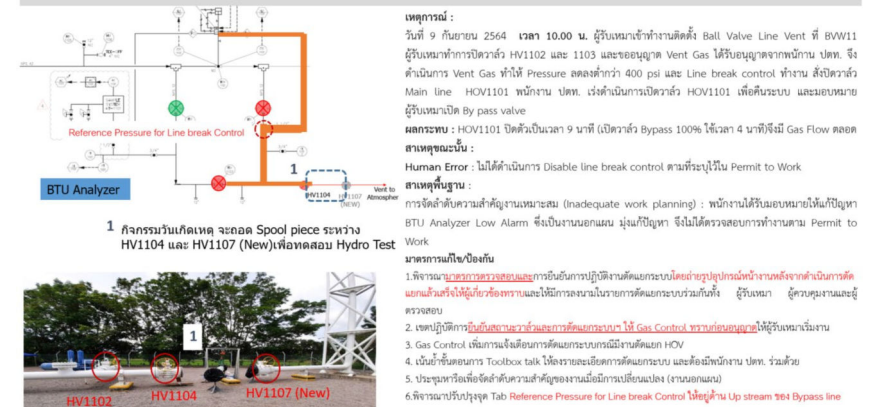 Reference Pressure for Line break Control
BTU Analyzer
1
HV1104
HV1107
(NEW)
Vent to
Atmospher
1 กิจกรรมวันเกิดเหตุ จะถอด Spool piece ระหว่าง
HV1104 และ HV1107 (New)เพื่อทดสอบ Hydro Test
1
HV1102
HV1104
HV1107 (New)
เหตุการณ์ :
วันที่ 9 กันยายน 2564 เวลา 10.00 น. ผู้รับเหมาเข้าทำงานติดตั้ง Ball Valve Line Vent ที่ BVW11
ผู้รับเหมาทำการปิดวาล์ว HV1102 และ 1103 และขออนุญาต Vent Gas ได้รับอนุญาตจากพนักาน ปตท. จึง
ดำเนินการ Vent Gas ทำให้ Pressure ลดลงต่ำกว่า 400 psi และ Line break control ทำงาน สั่งปิดวาล์ว
Main line HOV1101 พนักงาน ปตท. เร่งดำเนินการเปิดวาล์ว HOV1101 เพื่อคืนระบบ และมอบหมาย
ผู้รับเหมาเปิด By pass valve
ผลกระทบ : HOV1101 ปิดตัวเป็นเวลา 9 นาที (เปิดวาล์ว Bypass 100% ใช้เวลา 4 นาที)จึงมี Gas Flow ตลอด
สาเหตุขณะนั้น :
Human Error : ไม่ได้ดำเนินการ Disable line break control ตามที่ระบุไว้ใน Permit to Work
สาเหตุพื้นฐาน :
การจัดลำดับความสำคัญงานเหมาะสม (Inadequate work planning) : พนักงานได้รับมอบหมายให้แก้ปัญหา
BTU Analyzer Low Alarm ซึ่งเป็นงานนอกแผน มุ่งแก้ปัญหา จึงไม่ได้ตรวจสอบการทำงานตาม Permit to
Work
มาตรการแก้ไข/ป้องกัน
1.พิจารณามาตรการตรวจสอบและการยืนยันการปฏิบัติงานตัดแยกระบบโดยถ่ายรูปอุปกรณ์หน้างานหลังจากดำเนินการตัด
แยกแล้วเสร็จให้ผู้เกี่ยวข้องทราบและให้มีการลงนามในรายการตัดแยกระบบร่วมกันทั้ง ผู้รับเหมา ผู้ควบคุมงานและผู้
ตรวจสอบ
2. เขตปฏิบัติการยืนยันสถานะวาล์วและการตัดแยกระบบฯ ให้ Gas Control ทราบก่อนอนุญาตให้ผู้รับเหมาเริ่มงาน
3. Gas Control เพิ่มการแจ้งเตือนการตัดแยกระบบกรณีมีงานตัดแยก HOV
4. เน้นย้ำขั้นตอนการ Toolbox talk ให้ลงรายละเอียดการตัดแยกระบบ และต้องมีพนักงาน ปตท. ร่วมด้วย
5. ประชุมหารือเพื่อจัดลำดับความสำคัญของงานเมื่อมีการเปลี่ยนแปลง (งานนอกแผน)
6.พิจารณาปรับปรุงจุด Tab Reference Pressure for Line break Control ให้อยู่ด้าน Up stream ของ Bypass line